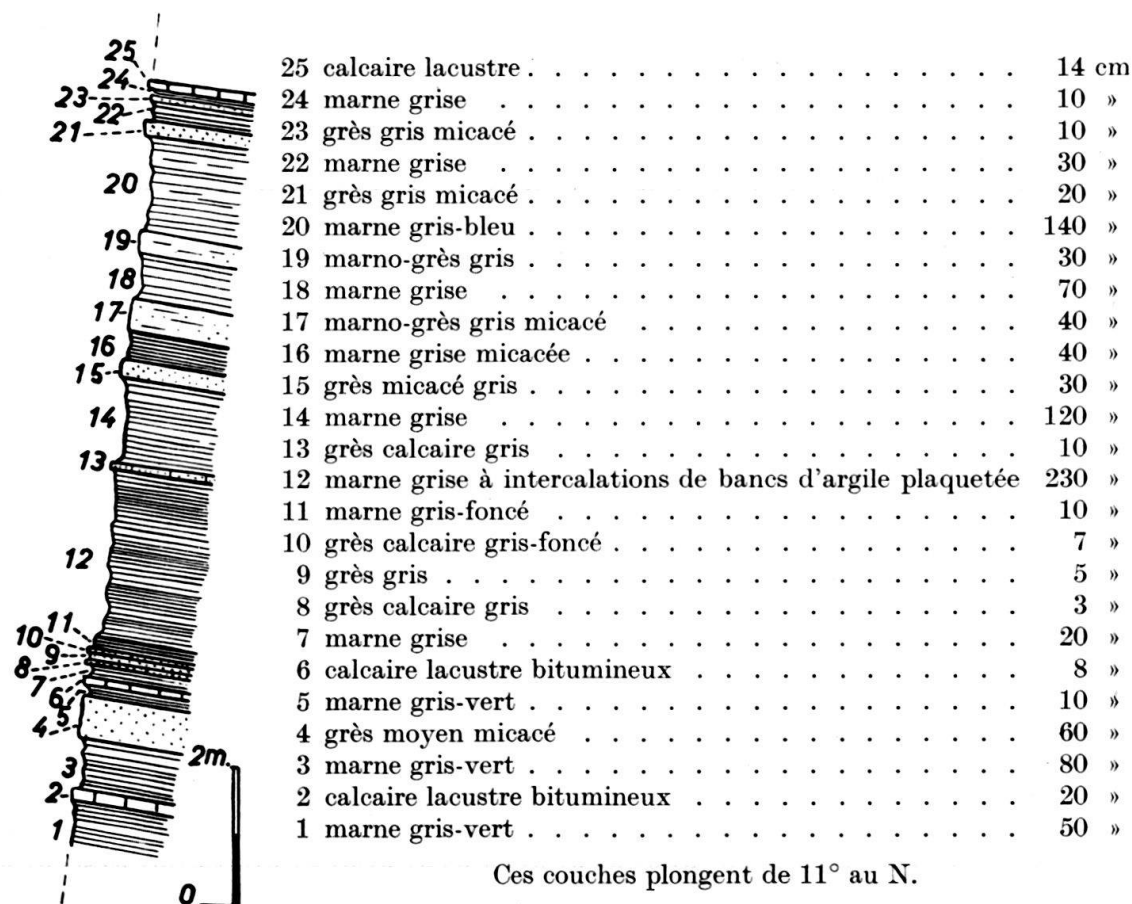 25 calcaire lacustre . . . . . . . . . . . . . . . . 14 cm
24 marne grise . . . . . . . . . . . . . . . . 10 »
23 grès gris micacé . . . . . . . . . . . . . . . . 10 »
22 marne grise . . . . . . . . . . . . . . . . 30 »
21 grès gris micacé . . . . . . . . . . . . . . . . 20 »
20 marne gris-bleu . . . . . . . . . . . . . . . . 140 »
19 marno-grès gris . . . . . . . . . . . . . . . . 30 »
18 marne grise . . . . . . . . . . . . . . . . 70 »
17 marno-grès gris micacé . . . . . . . . . . . . . 40 »
16 marne grise micacée . . . . . . . . . . . . . . 40 »
15 grès micacé gris . . . . . . . . . . . . . . . . 30 »
14 marne grise . . . . . . . . . . . . . . . . 120 »
13 grès calcaire gris . . . . . . . . . . . . . . . 10 »
12 marne grise à intercalations de bancs d'argile plaquetée 230 »
11 marne gris-foncé . . . . . . . . . . . . . . . 10 »
10 grès calcaire gris-foncé . . . . . . . . . . . . . 7 »
9 grès gris . . . . . . . . . . . . . . . . . . 5 »
8 grès calcaire gris . . . . . . . . . . . . . . . 3 »
7 marne grise . . . . . . . . . . . . . . . . 20 »
6 calcaire lacustre bitumineux . . . . . . . . . . . 8 »
5 marne gris-vert . . . . . . . . . . . . . . . . 10 »
4 grès moyen micacé . . . . . . . . . . . . . . 60 »
3 marne gris-vert . . . . . . . . . . . . . . . . 80 »
2 calcaire lacustre bitumineux . . . . . . . . . . . 20 »
1 marne gris-vert . . . . . . . . . . . . . . . . 50 »
Ces couches plongent de 11° au N.
25
24
23
22
21
20
19
18
17
16
15
14
13
12
11
10
9
8
7
6
5
4
3
2
1
2m.
0